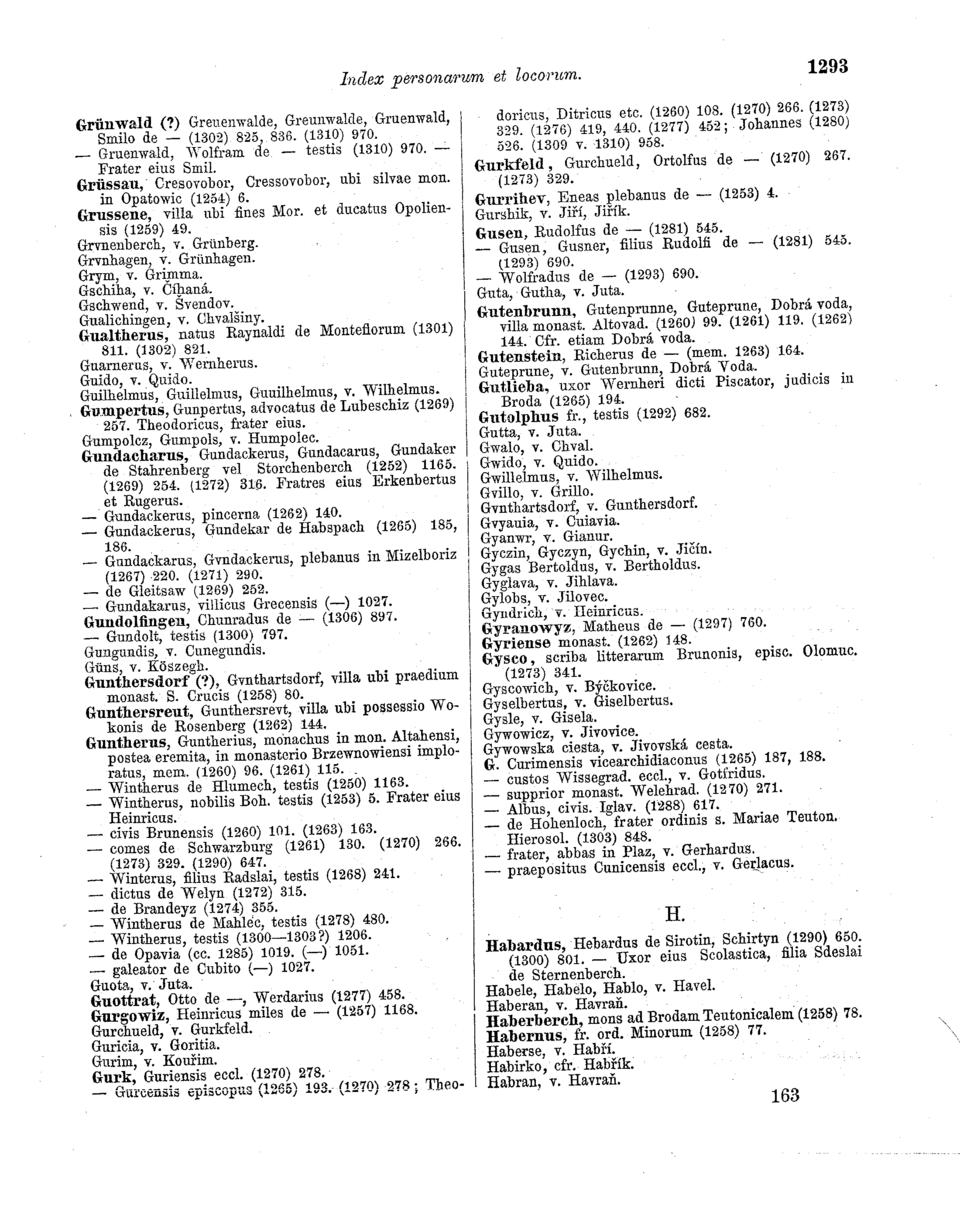 Index personarum et locorum.
1293
Grünwald (?) Greuenwalde, Greunwalde, Gruenwald,
Smilo de — (1302) 825, 836. (1310) 970.
— Gruenwald, Wolfram de — testis (1310) 970. —
Frater eius Smil.
Grüssau, Cresovobor, Cressovobor, ubi silvae mon.
in Opatowic (1254) 6.
Grussene, villa ubi fines Mor. et ducatus Opolien-
sis (1259) 49.
Grvnenberch, v. Grünberg.
Grvnhagen, v. Grünhagen.
Grym, v. Grimma.
Gschiha, v. Číhaná.
Gschwend, v. Švendov.
Gualichingen, v. Chvalšiny.
Gualtherus, natus Raynaldi de Monteflorum (1301)
811. (1302) 821.
Guarnerus, v. Wernherus.
Guido, v. Quido.
Guilhelmus, Guillelmus, Guuilhelmus, v. Wilhelmus.
Gumpertus, Gunpertus, advocatus de Lubeschiz (1269)
257. Theodoricus, frater eius.
Gumpolcz, Gumpols, v. Humpolec.
Gundacharus, Gundackerus, Gundacarus, Gundaker
de Stahrenberg vel Storchenberch (1252) 1165.
(1269) 254. (1272) 316. Fratres eius Erkenbertus
et Rugerus.
— Gundackerus, pincerna (1262) 140.
— Gundackerus, Gundekar de Habspach (1265) 185,
186.
— Gundackarus, Gvndackerus, plebanus in Mizelboriz
(1267) 220. (1271) 290.
— de Gleitsaw (1269) 252.
— Gundakarus, villicus Grecensis (—) 1027.
Gundolfingen, Chunradus de — (1306) 897.
— Gundolt, testis (1300) 797.
Gungundis, v. Cunegundis.
Güns, v. Köszegh.
Gunthersdorf (?), Gvnthartsdorf, villa ubi praedium
monast. S. Crucis (1258) 80.
Gunthersreut, Gunthersrevt, villa ubi possessio Wo-
konis de Rosenberg (1262) 144.
Guntherus, Guntherius, monachus in mon. Altahensi,
postea eremita, in monasterio Brzewnowiensi implo-
ratus, mem. (1260) 96. (1261) 115.
— Wintherus de Hlumech, testis (1250) 1163.
— Wintherus, nobilis Boh. testis (1253) 5. Frater eius
Heinricus.
— civis Brunensis (1260) 101. (1263) 163.
— comes de Schwarzburg (1261) 130. (1270) 266.
(1273) 329. (1290) 647.
— Winterus, filius Radslai, testis (1268) 241.
— dictus de Welyn (1272) 315.
— de Brandeyz (1274) 355.
— Wintherus de Mahlec, testis (1278) 480.
— Wintherus, testis (1300—1303?) 1206.
— de Opavia (cc. 1285) 1019. (—) 1051.
— galeator de Cubito (—) 1027.
Guota, v. Juta.
Guottrat, Otto de —, Werdarius (1277) 458.
Gurgowiz, Heinricus miles de — (1257) 1168.
Gurchueld, v. Gurkfeld.
Guricia, v. Goritia.
Gurim, v. Kouřim.
Gurk, Guriensis eccl. (1270) 278.
— Gurcensis episcopus (1265) 193. (1270) 278; Theo-
doricus, Ditricus etc. (1260) 108. (1270) 266. (1273)
329. (1276) 419, 440. (1277) 452; Johannes (1280)
526. (1309 v. 1310) 958.
Gurkfeld, Gurchueld, Ortolfus de — (1270) 267.
(1273) 329.
Gurrihev, Eneas plebanus de — (1253) 4.
Gurshik, v. Jiří, Jiřík.
Gusen, Rudolfus de — (1281) 545.
— Gusen, Gusner, filius Rudolfi de — (1281) 545.
(1293) 690.
— Wolfradus de — (1293) 690.
Guta, Gutha, v. Juta.
Gutenbrunn, Gutenprunne, Guteprune, Dobrá voda,
villa monast. Altovad. (1260) 99. (1261) 119. (1262)
144. Cfr. etiam Dobrá voda.
Gutenstein, Richerus de — (mem. 1263) 164.
Guteprune, v. Gutenbrunn, Dobrá Voda.
Gutlieba, uxor Wernheri dicti Piscator, judicis in
Broda (1265) 194.
Gutolphus fr., testis (1292) 682.
Gutta, v. Juta.
Gwalo, v. Chval.
Gwido, v. Quido.
Gwillelmus, v. Wilhelmus.
Gvillo, v. Grillo.
Gvnthartsdorf, v. Gunthersdorf.
Gvyauia, v. Cuiavia.
Gyanwr, v. Gianur.
Gyczin, Gyczyn, Gychin, v. Jičín.
Gygas Bertoldus, v. Bertholdus.
Gyglava, v. Jihlava.
Gylobs, v. Jilovec.
Gyndrich, v. Heinricus.
Gyranowyz, Matheus de — (1297) 760.
Gyriense monast. (1262) 148.
Gysco, scriba litterarum Brunonis, episc. Olomuc.
(1273) 341.
Gyscowich, v. Býčkovice.
Gyselbertus, v. Giselbertus.
Gysle, v. Gisela.
Gywowicz, v. Jivovice.
Gywowska ciesta, v. Jivovská cesta.
G. Curimensis vicearchidiaconus (1265) 187, 188.
— custos Wissegrad. eccl., v. Gotfridus.
— supprior monast. Welehrad. (1270) 271.
— Albus, civis. Iglav. (1288) 617.
— de Hohenloch, frater ordinis s. Mariae Teuton.
Hierosol. (1303) 848.
— frater, abbas in Plaz, v. Gerhardus.
— praepositus Cunicensis eccl., v. Gerlacus.
H.
Habardus, Hebardus de Sirotin, Schirtyn (1290) 650.
(1300) 801. — Uxor eius Scolastica, filia Sdeslai
de Sternenberch.
Habele, Habelo, Hablo, v. Havel.
Haberan, v. Havraň.
Haberberch, mons ad Brodam Teutonicalem (1258) 78.
Habernus, fr. ord. Minorum (1258) 77.
Haberse, v. Habří.
Habirko, cfr. Habřík.
Habran, v. Havraň.
163